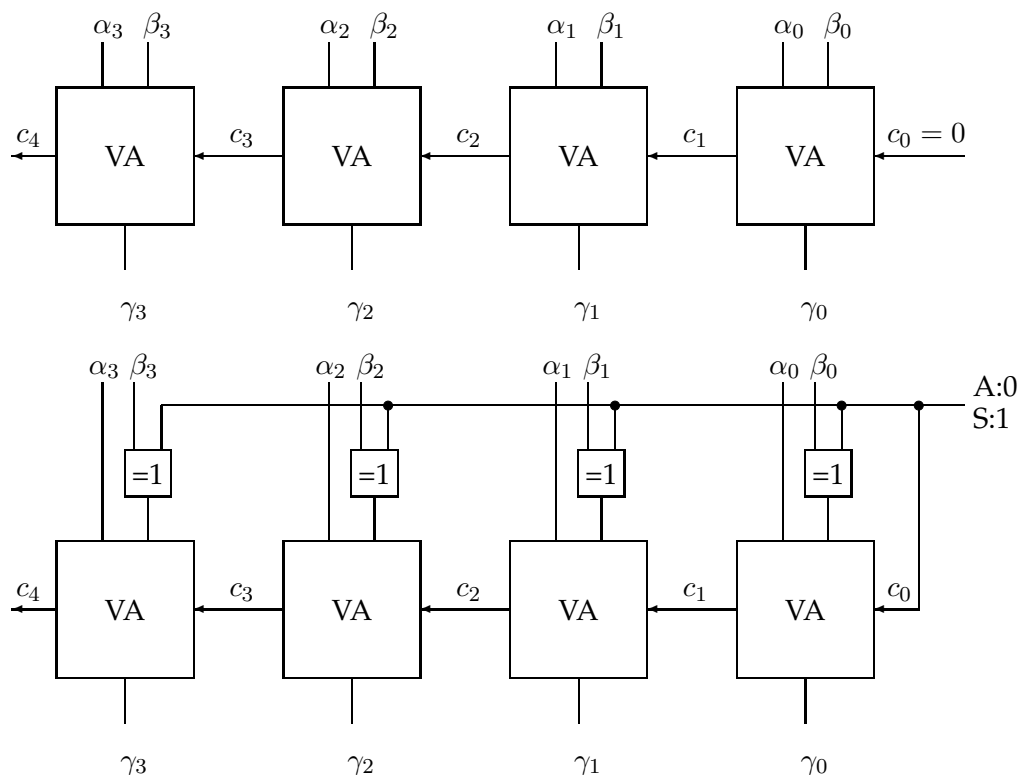 α₃ β₃ α₂ β₂ α₁ β₁ α₀ β₀
c₄ VA c₃ VA c₂ VA c₁ VA c₀ = 0
γ₃ γ₂ γ₁ γ₀
α₃ β₃ α₂ β₂ α₁ β₁ α₀ β₀
A:0
S:1
=1 =1 =1 =1
c₄ VA c₃ VA c₂ VA c₁ VA c₀
γ₃ γ₂ γ₁ γ₀